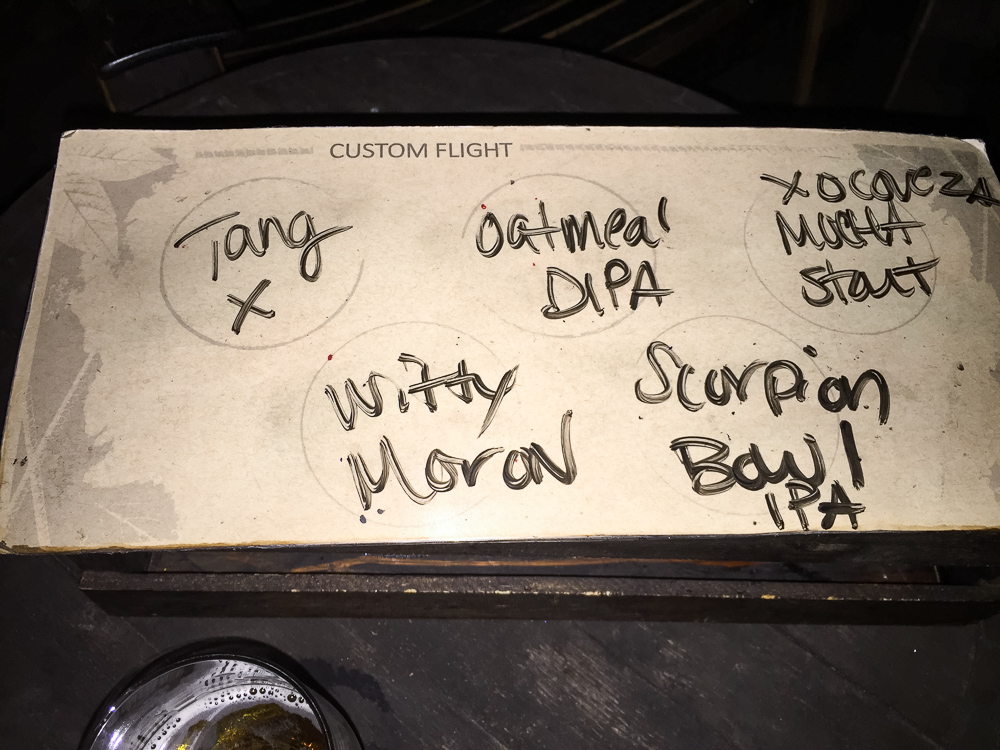 CUSTOM FLIGHT
Tang
X
Oatmeal
DIPA
XOCOVEZA
MOCHA
Stout
Witty
Moron
Scorpion
Bowl
IPA